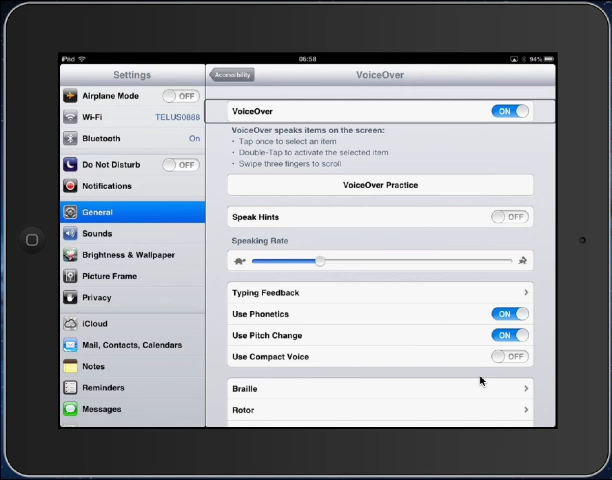 iPad
06:58
94%
Settings
Accessibility
VoiceOver
Airplane Mode
OFF
Wi-Fi
TELUS0888
Bluetooth
On
Do Not Disturb
OFF
Notifications
General
Sounds
Brightness & Wallpaper
Picture Frame
Privacy
iCloud
Mail, Contacts, Calendars
Notes
Reminders
Messages
VoiceOver
ON
VoiceOver speaks items on the screen:
• Tap once to select an item
• Double-Tap to activate the selected item
• Swipe three fingers to scroll
VoiceOver Practice
Speak Hints
OFF
Speaking Rate
Typing Feedback
Use Phonetics
ON
Use Pitch Change
ON
Use Compact Voice
OFF
Braille
Rotor